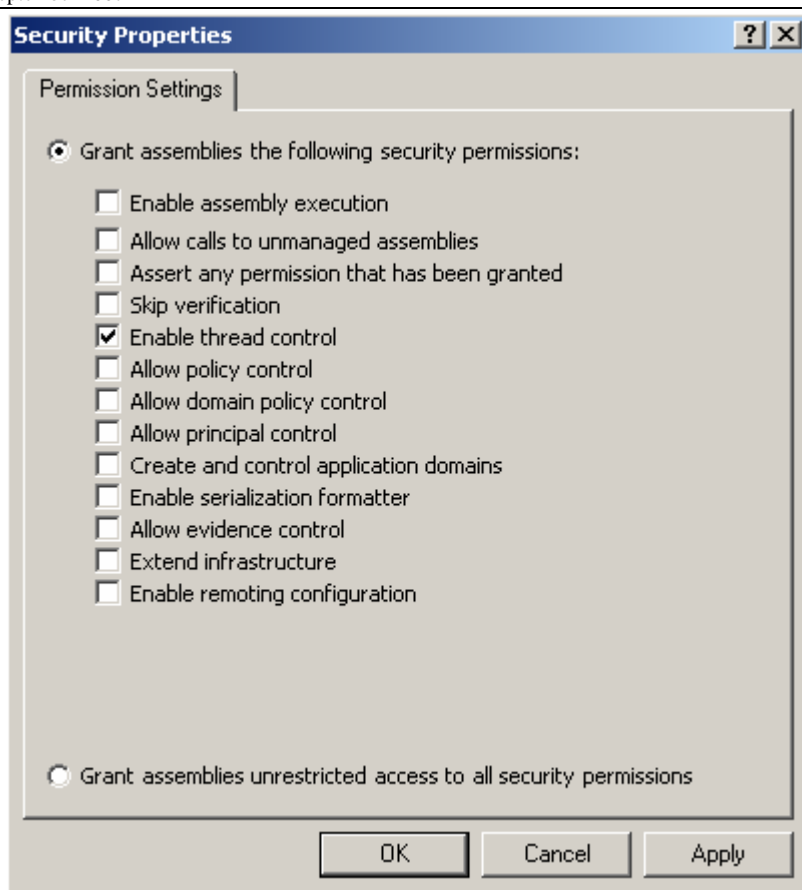 Security Properties
Permission Settings
Grant assemblies the following security permissions:
Enable assembly execution
Allow calls to unmanaged assemblies
Assert any permission that has been granted
Skip verification
Enable thread control
Allow policy control
Allow domain policy control
Allow principal control
Create and control application domains
Enable serialization formatter
Allow evidence control
Extend infrastructure
Enable remoting configuration
Grant assemblies unrestricted access to all security permissions
OK Cancel Apply